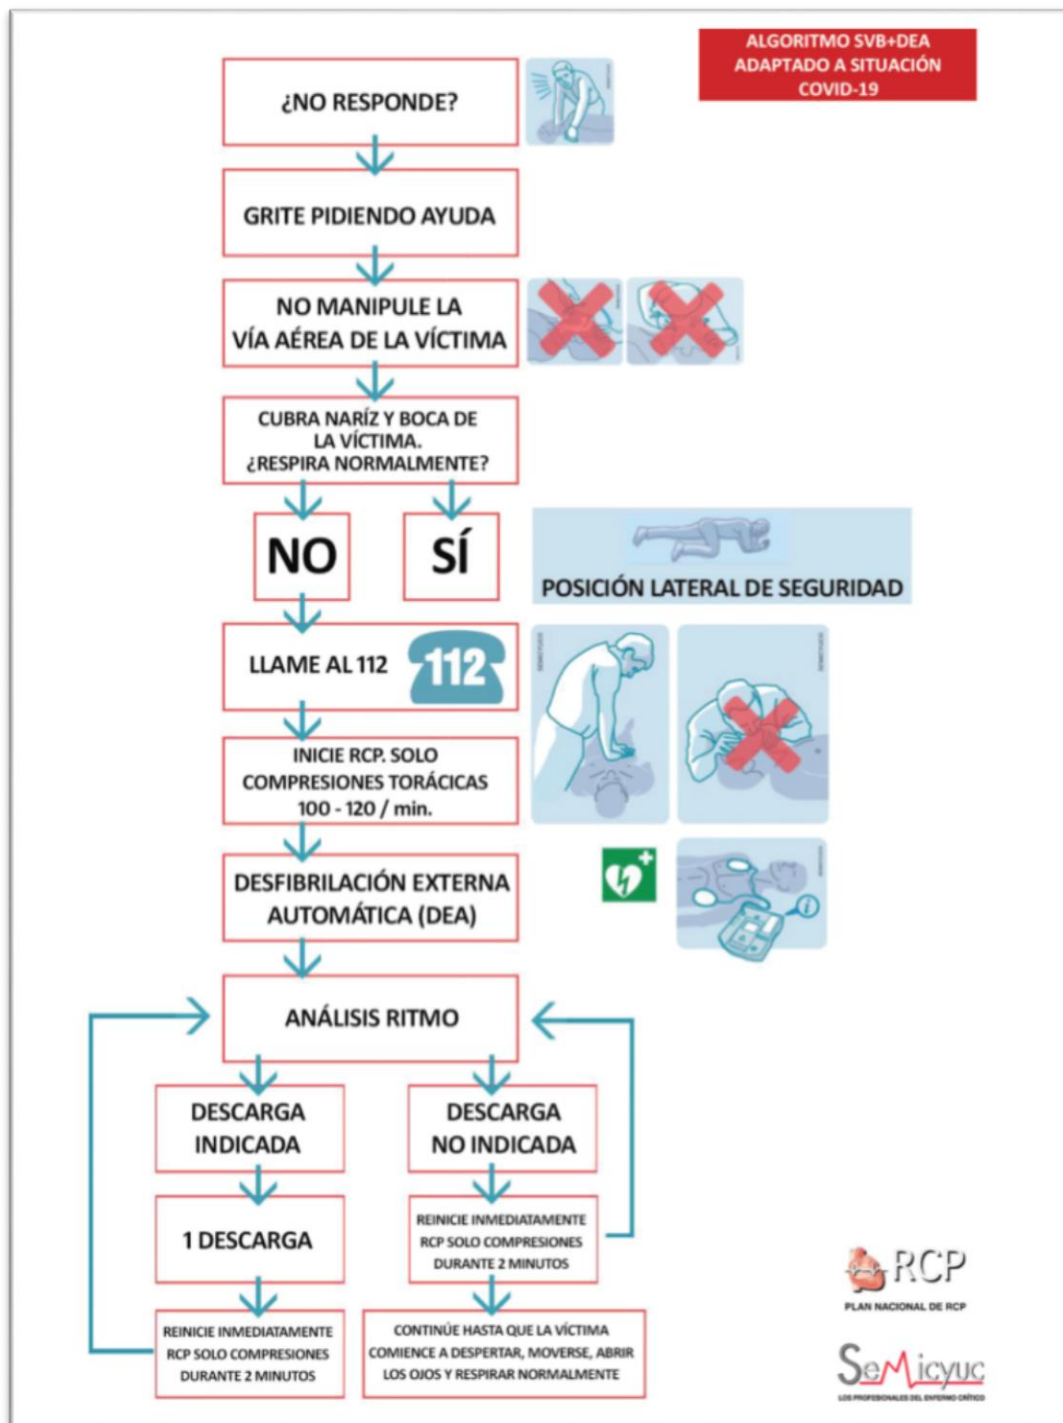 ALGORITMO SVB+DEA
ADAPTADO A SITUACIÓN
COVID-19
¿NO RESPONDE?
GRITE PIDIENDO AYUDA
NO MANIPULE LA
VÍA AÉREA DE LA VÍCTIMA
CUBRA NARÍZ Y BOCA DE
LA VÍCTIMA.
¿RESPIRA NORMALMENTE?
NO
SÍ
POSICIÓN LATERAL DE SEGURIDAD
LLAME AL 112
112
INICIE RCP. SOLO
COMPRESIONES TORÁCICAS
100 - 120 / min.
DESFIBRILACIÓN EXTERNA
AUTOMÁTICA (DEA)
ANÁLISIS RITMO
DESCARGA
INDICADA
DESCARGA
NO INDICADA
1 DESCARGA
REINICIE INMEDIATAMENTE
RCP SOLO COMPRESIONES
DURANTE 2 MINUTOS
REINICIE INMEDIATAMENTE
RCP SOLO COMPRESIONES
DURANTE 2 MINUTOS
CONTINÚE HASTA QUE LA VÍCTIMA
COMIENCE A DESPERTAR, MOVERSE, ABRIR
LOS OJOS Y RESPIRAR NORMALMENTE
RCP
PLAN NACIONAL DE RCP
SeMicyuc
LOS PROFESIONALES DEL ENFERMO CRÍTICO